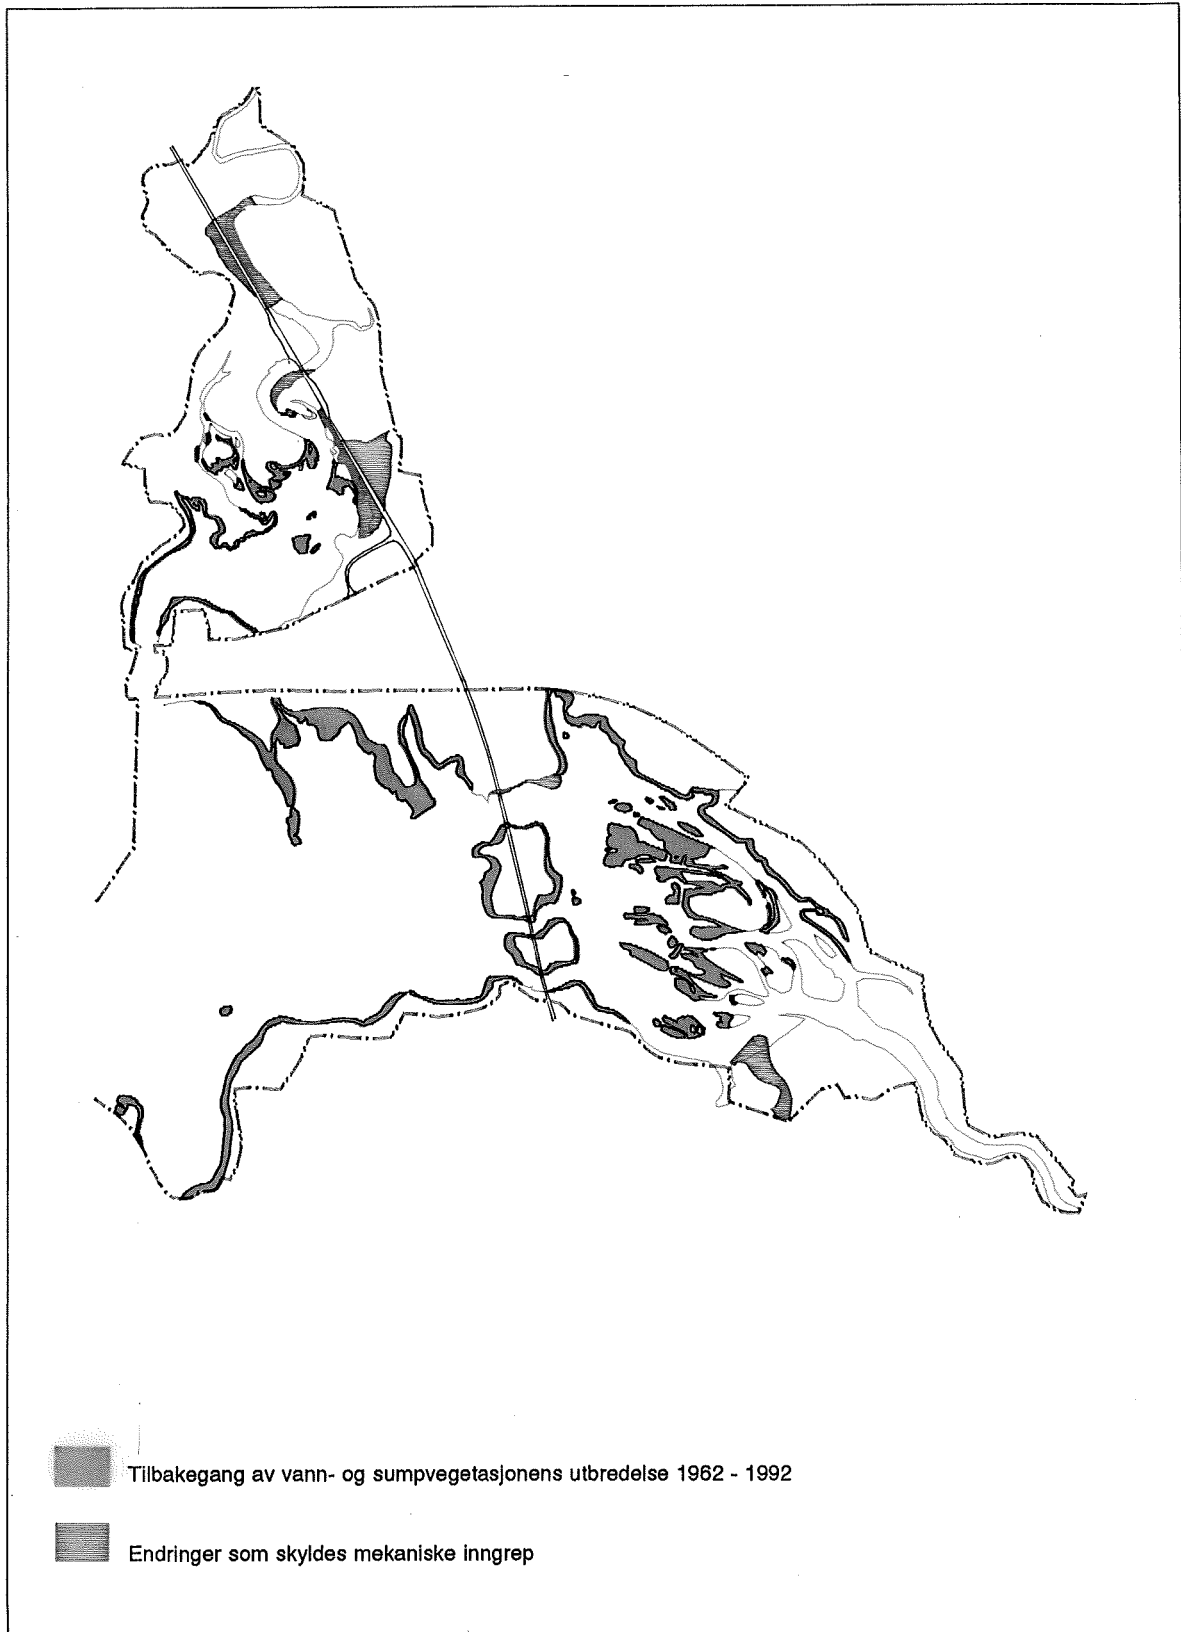 Tilbakegang av vann- og sumpvegetasjonens utbredelse 1962 - 1992
Endringer som skyldes mekaniske inngrep